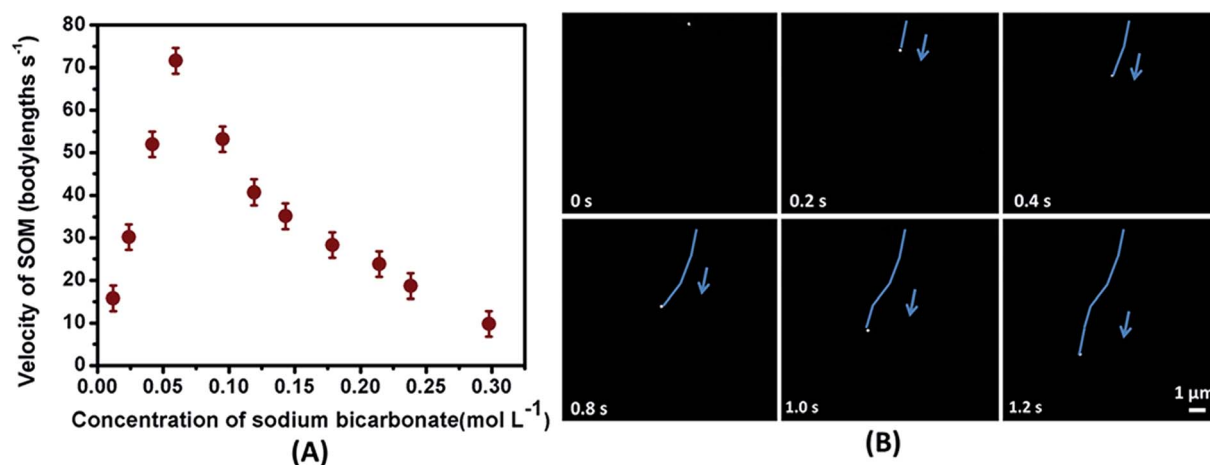 Velocity of SOM (bodylengths s⁻¹)
80
70
60
50
40
30
20
10
0
0.00 0.05 0.10 0.15 0.20 0.25 0.30
Concentration of sodium bicarbonate(mol L⁻¹)
(A)
0 s
0.2 s
0.4 s
0.8 s
1.0 s
1.2 s
1 μm
(B)